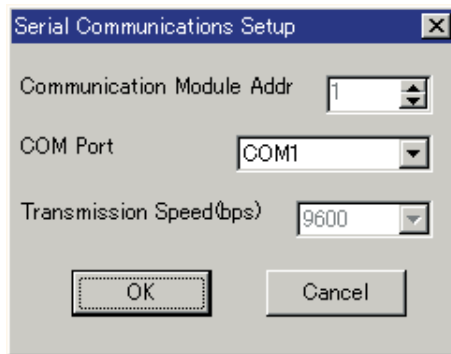 Serial Communications Setup
Communication Module Addr 1
COM Port COM1
Transmission Speed(bps) 9600
OK Cancel